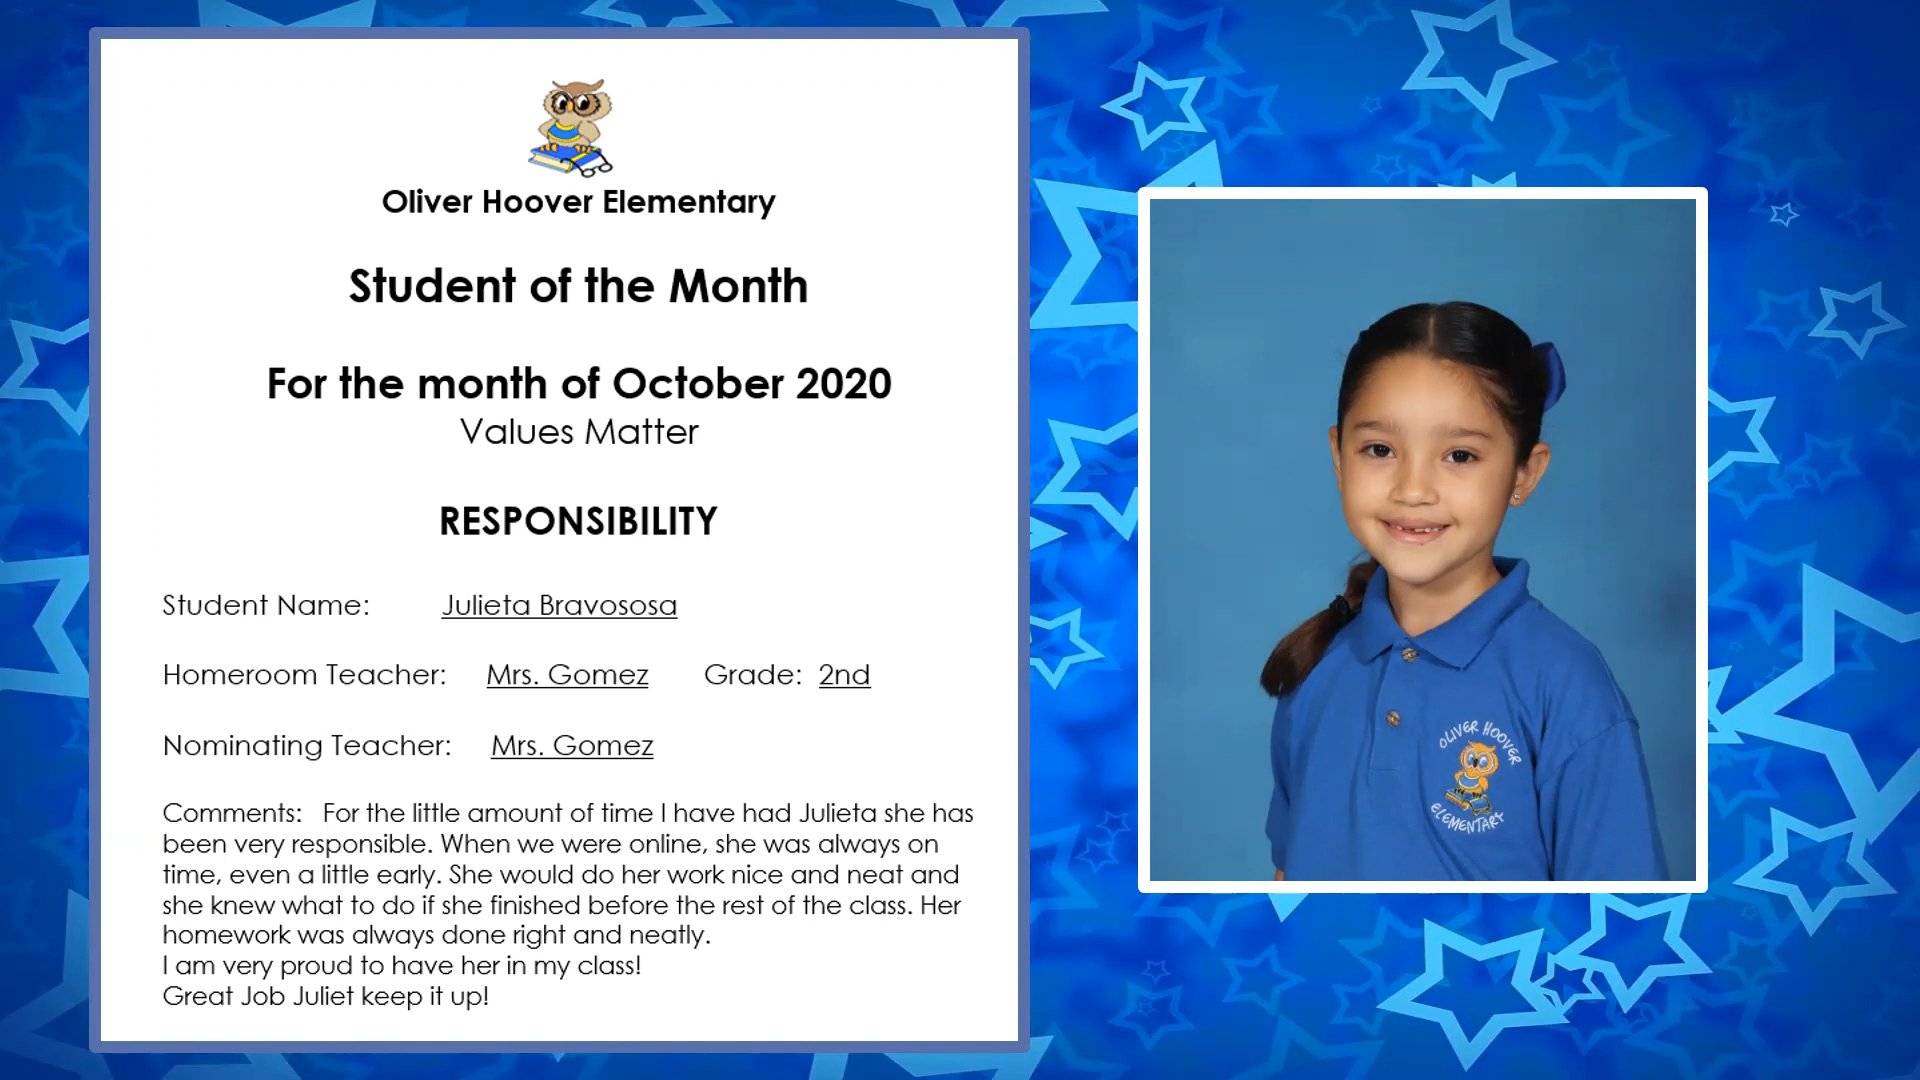 Oliver Hoover Elementary
Student of the Month
For the month of October 2020
Values Matter
RESPONSIBILITY
Student Name: Julieta Bravososa
Homeroom Teacher: Mrs. Gomez Grade: 2nd
Nominating Teacher: Mrs. Gomez
Comments: For the little amount of time I have had Julieta she has
been very responsible. When we were online, she was always on
time, even a little early. She would do her work nice and neat and
she knew what to do if she finished before the rest of the class. Her
homework was always done right and neatly.
I am very proud to have her in my class!
Great Job Juliet keep it up!
OLIVER HOOVER
ELEMENTARY